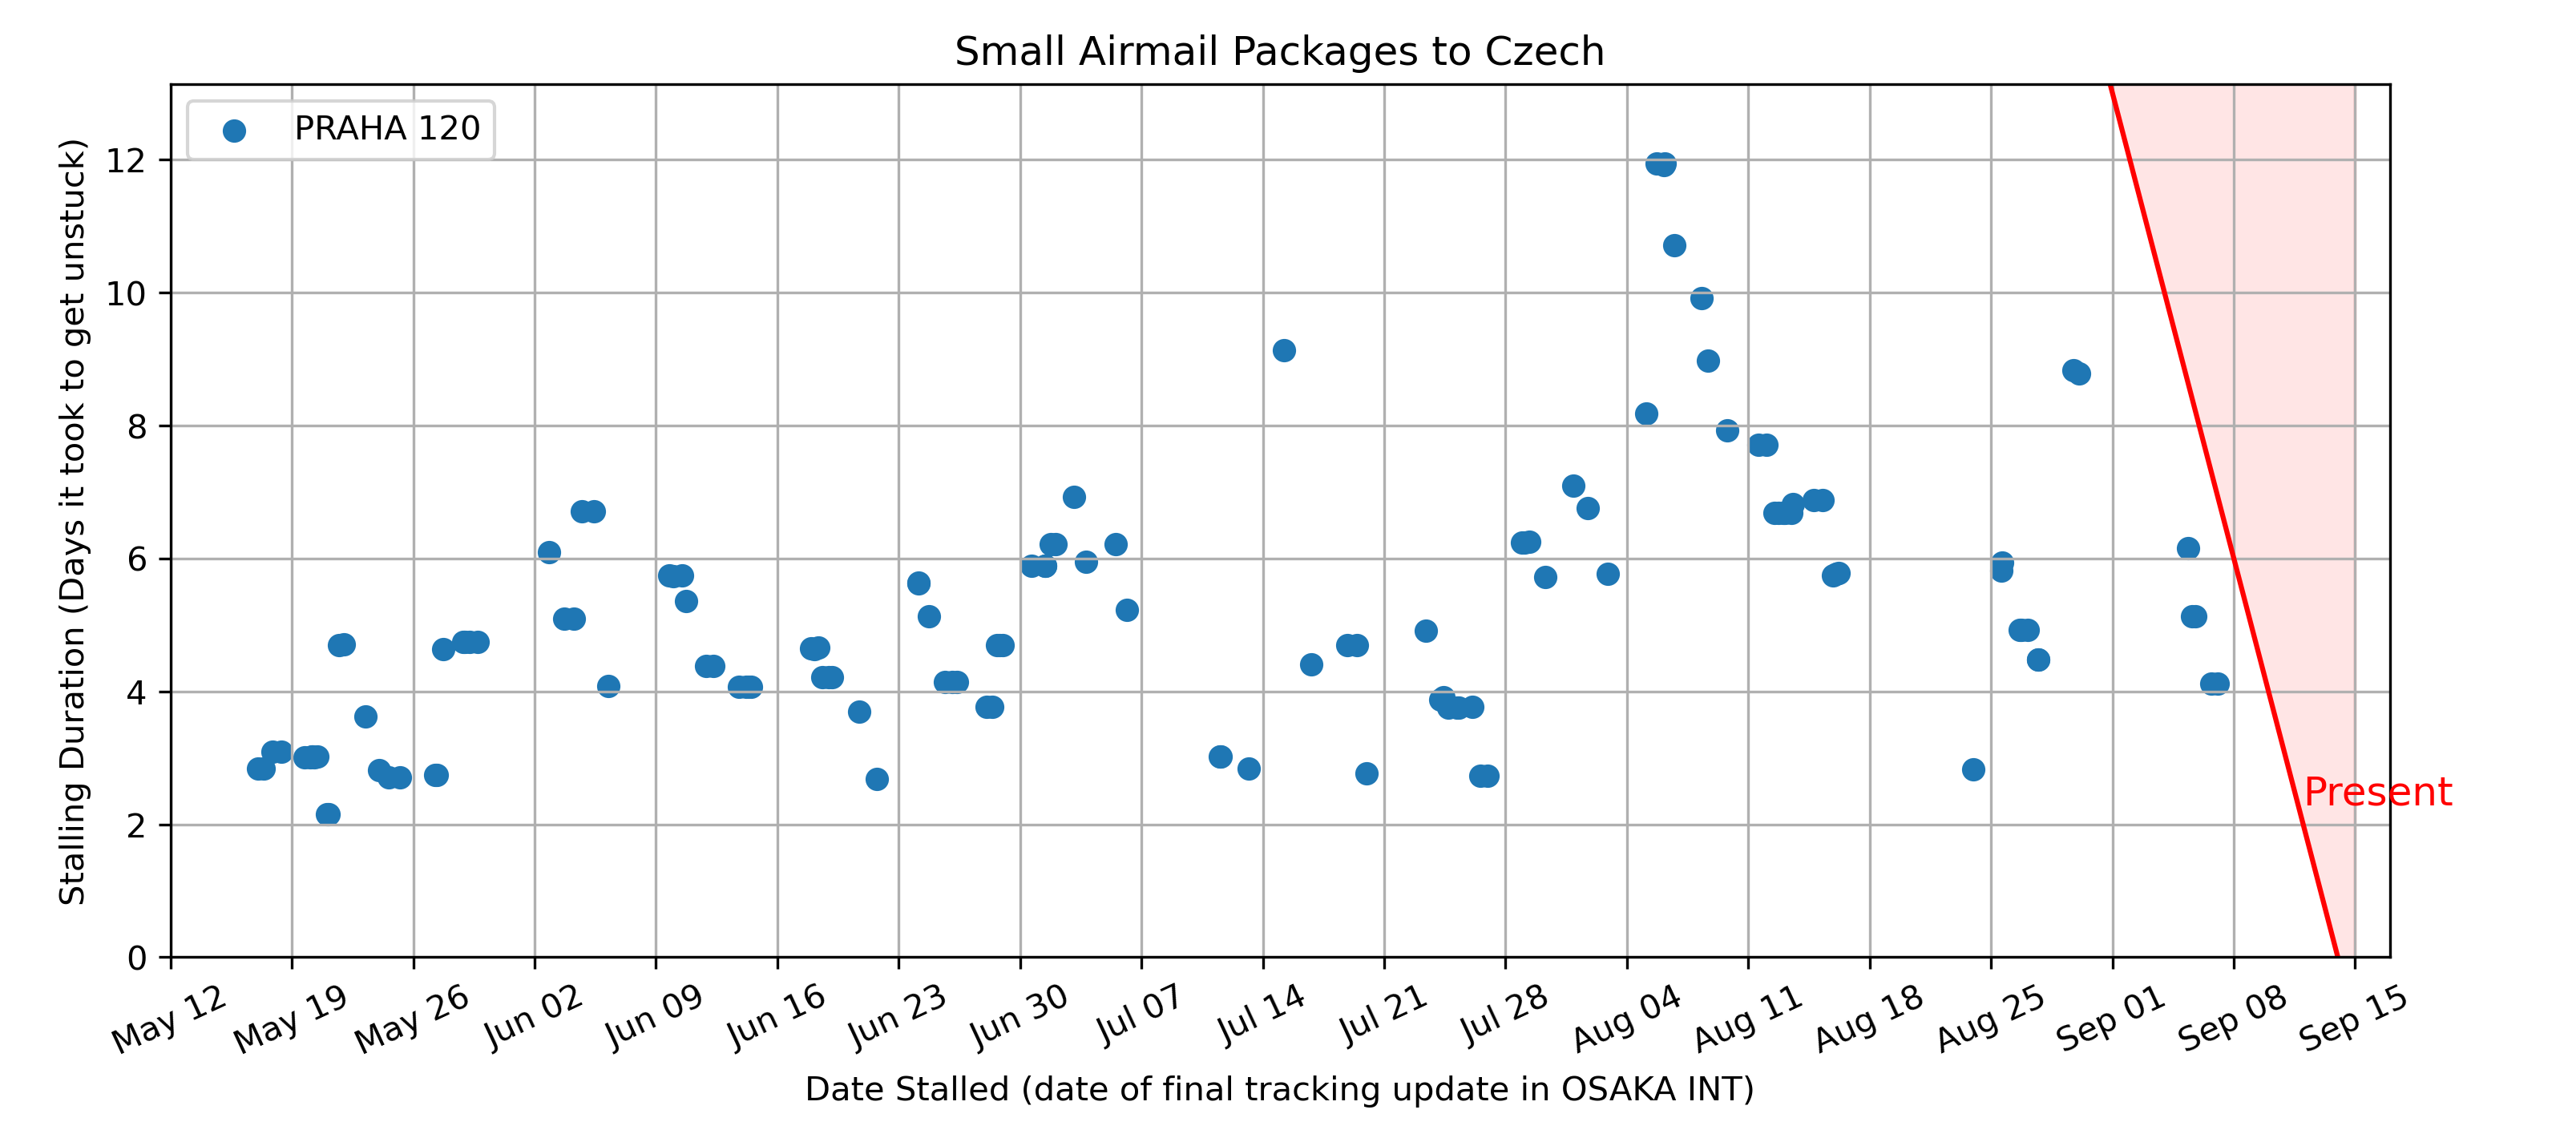 Small Airmail Packages to Czech
PRAHA 120
Stalling Duration (Days it took to get unstuck)
12
10
8
6
4
2
0
Present
May 12
May 19
May 26
Jun 02
Jun 09
Jun 16
Jun 23
Jun 30
Jul 07
Jul 14
Jul 21
Jul 28
Aug 04
Aug 11
Aug 18
Aug 25
Sep 01
Sep 08
Sep 15
Date Stalled (date of final tracking update in OSAKA INT)